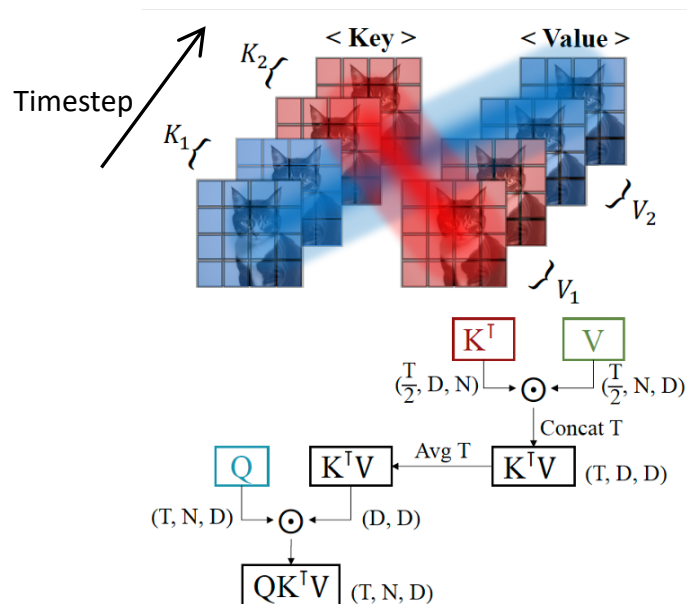 < Key >
< Value >
K₂{
Timestep
K₁{
}V₂
}V₁
K^⊺
V
(T/2, D, N)
⊙
(T/2, N, D)
Concat T
Q
K^⊺V
Avg T
K^⊺V
(T, D, D)
(T, N, D)
⊙
(D, D)
QK^⊺V
(T, N, D)